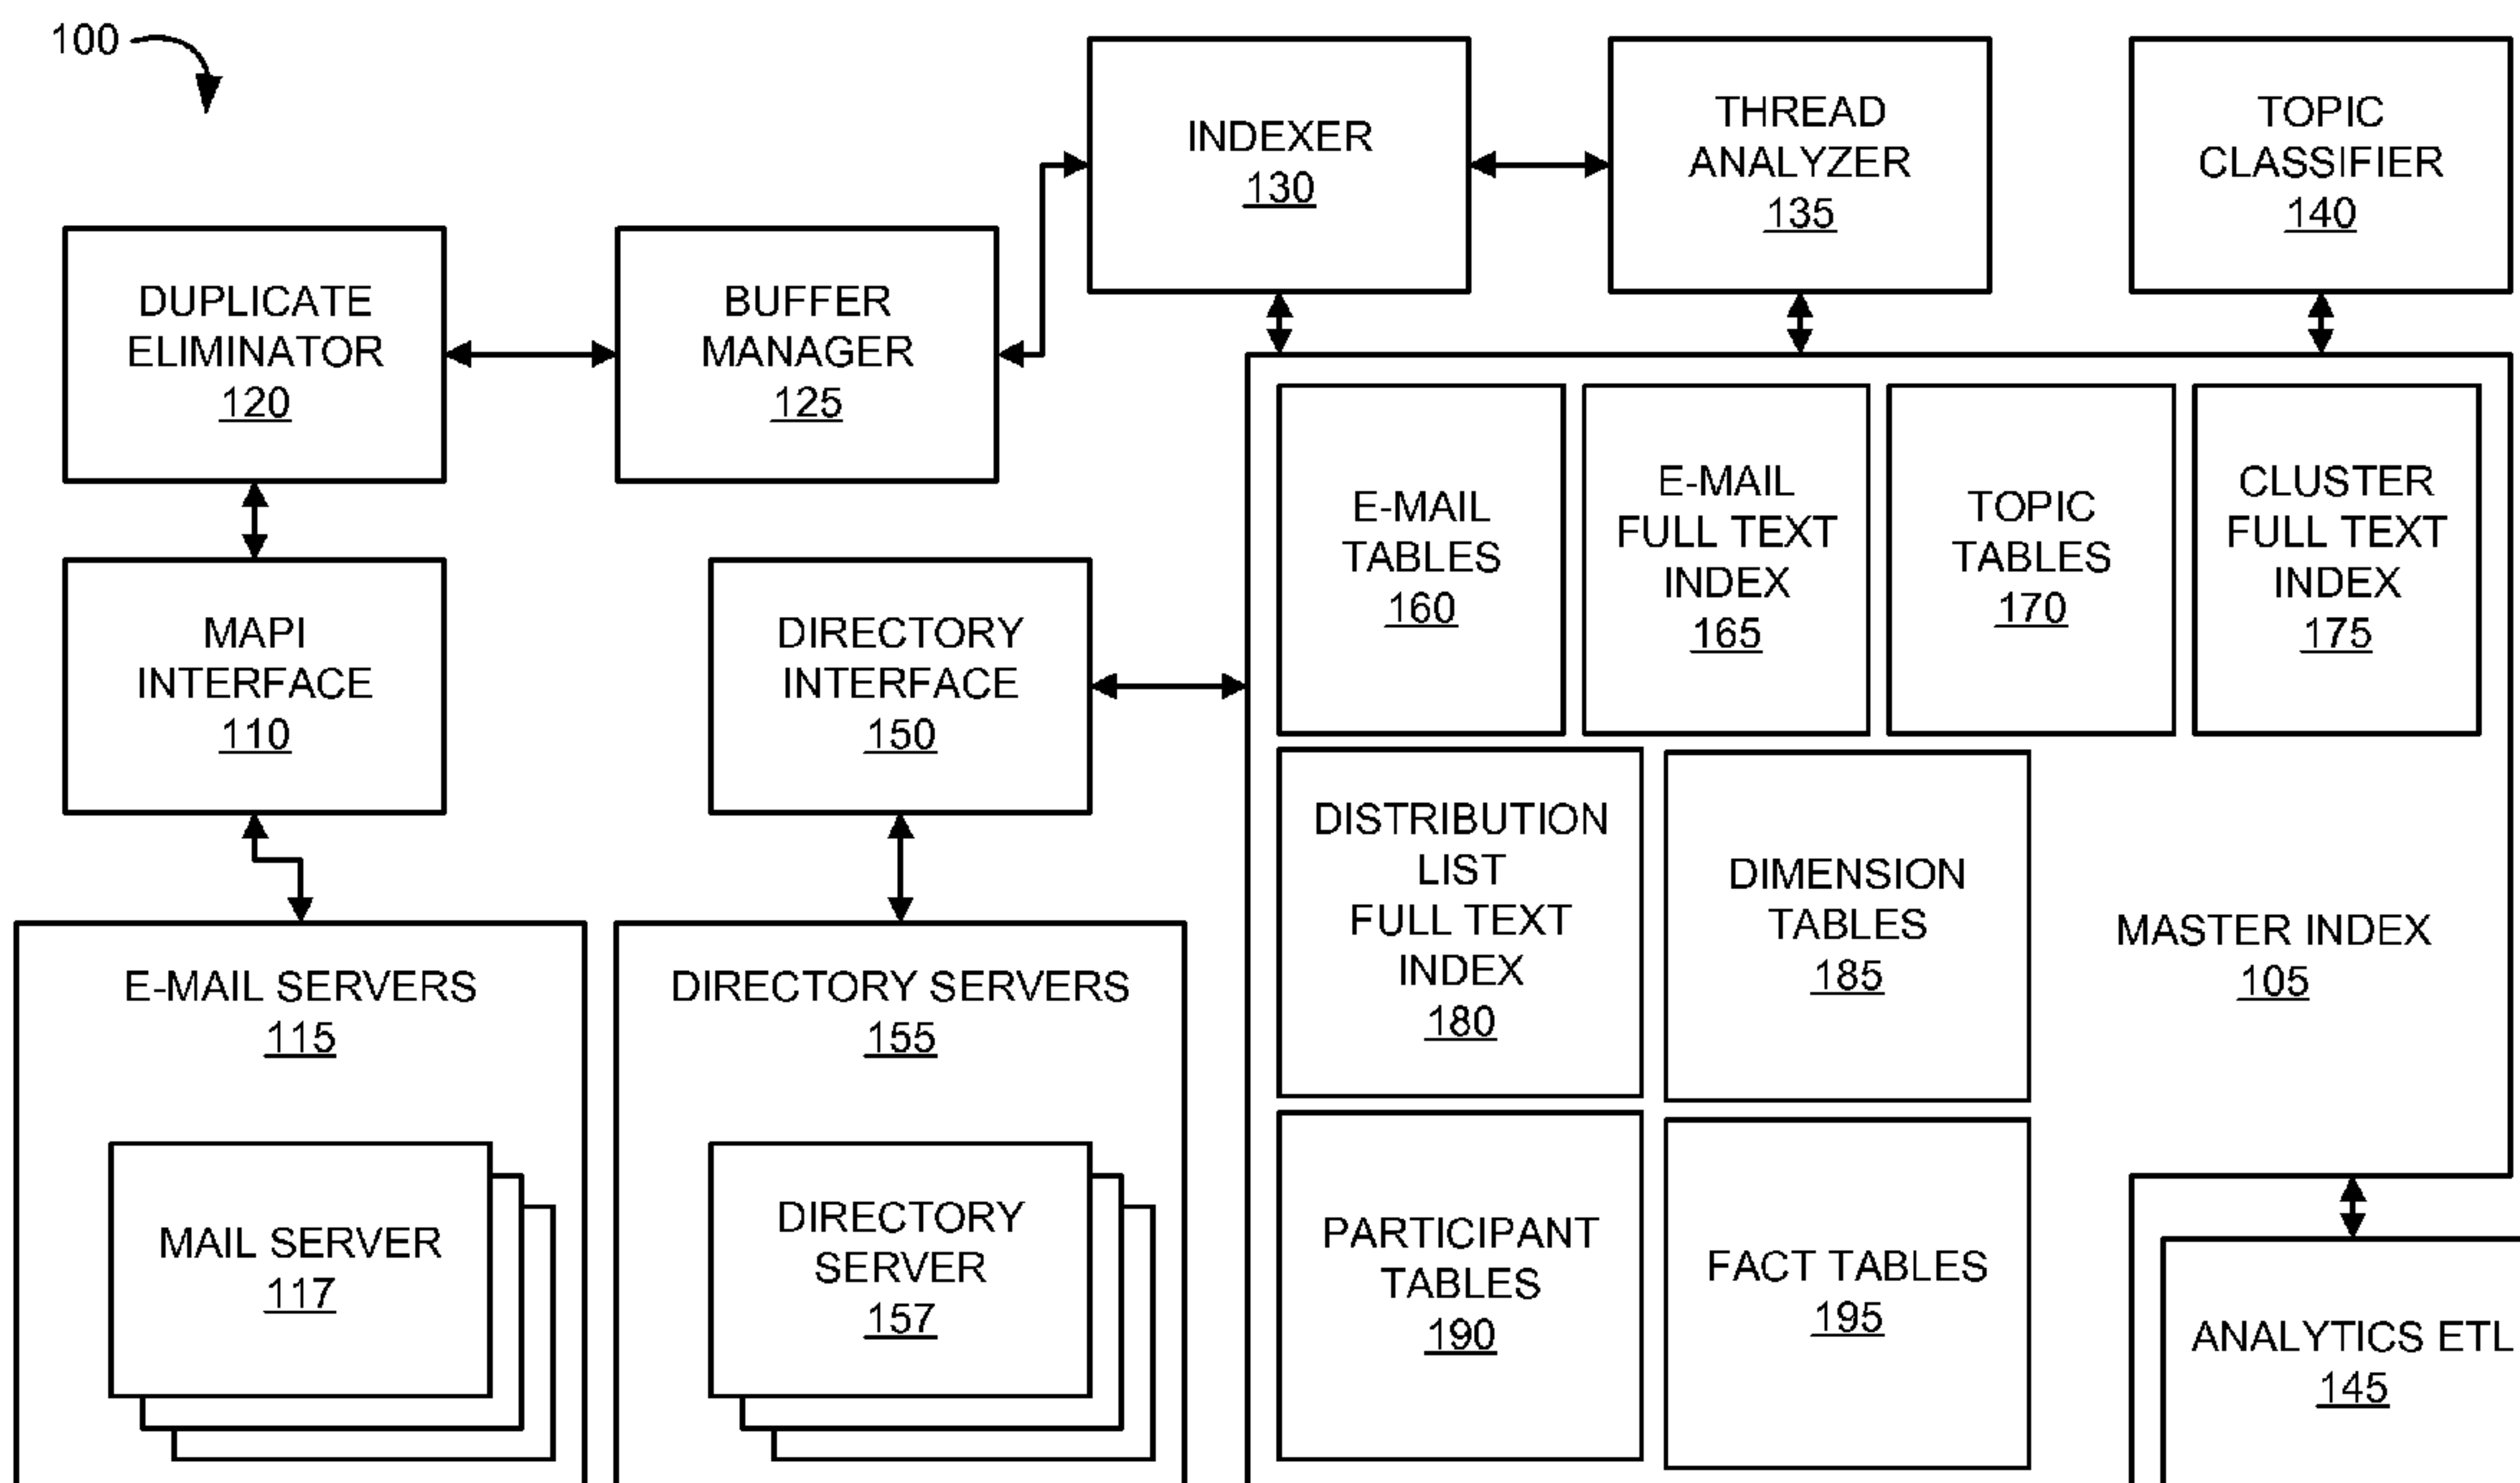 100
INDEXER
130
THREAD
ANALYZER
135
TOPIC
CLASSIFIER
140
DUPLICATE
ELIMINATOR
120
BUFFER
MANAGER
125
MAPI
INTERFACE
110
DIRECTORY
INTERFACE
150
E-MAIL
TABLES
160
E-MAIL
FULL TEXT
INDEX
165
TOPIC
TABLES
170
CLUSTER
FULL TEXT
INDEX
175
DISTRIBUTION
LIST
FULL TEXT
INDEX
180
DIMENSION
TABLES
185
MASTER INDEX
105
E-MAIL SERVERS
115
DIRECTORY SERVERS
155
MAIL SERVER
117
DIRECTORY
SERVER
157
PARTICIPANT
TABLES
190
FACT TABLES
195
ANALYTICS ETL
145